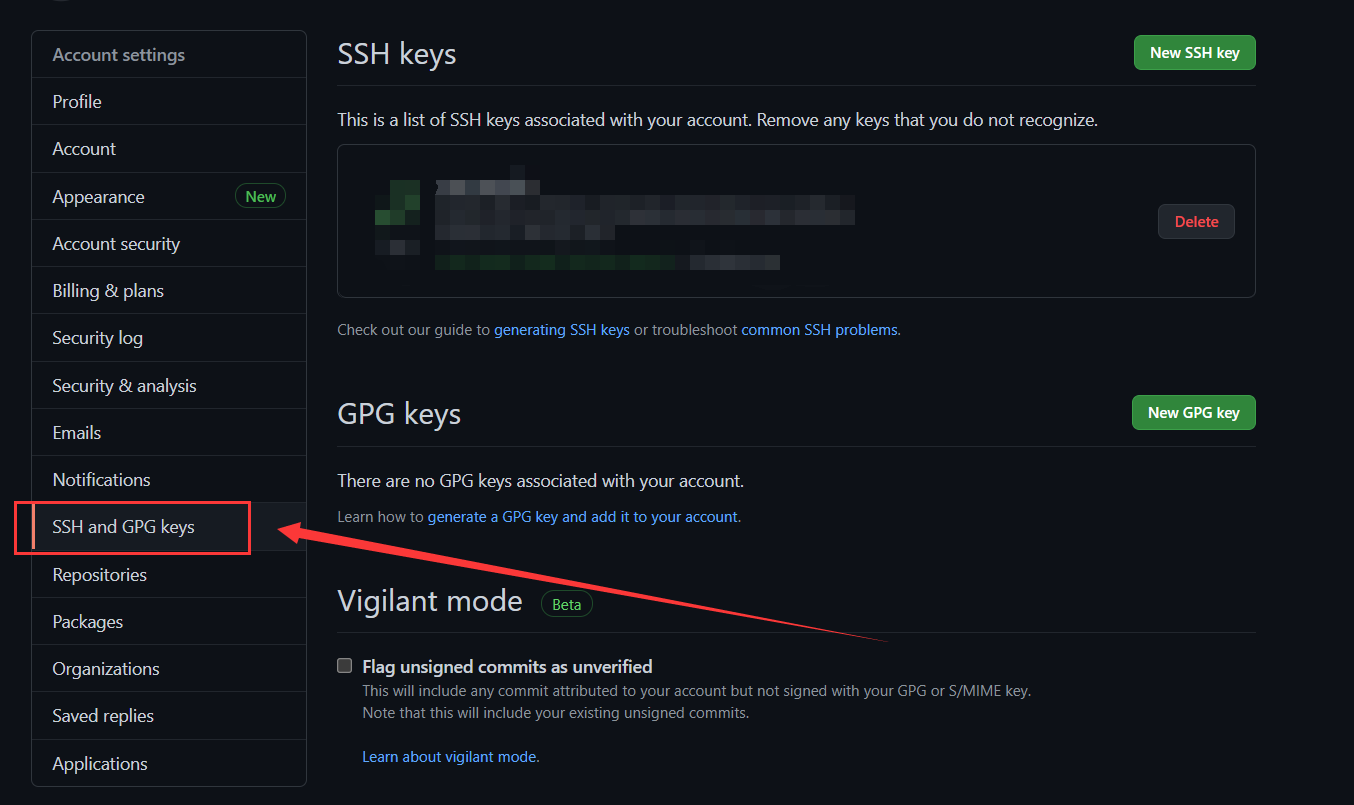 Account settings
Profile
Account
Appearance New
Account security
Billing & plans
Security log
Security & analysis
Emails
Notifications
SSH and GPG keys
Repositories
Packages
Organizations
Saved replies
Applications
SSH keys
New SSH key
This is a list of SSH keys associated with your account. Remove any keys that you do not recognize.
Delete
Check out our guide to generating SSH keys or troubleshoot common SSH problems.
GPG keys
New GPG key
There are no GPG keys associated with your account.
Learn how to generate a GPG key and add it to your account.
Vigilant mode Beta
Flag unsigned commits as unverified
This will include any commit attributed to your account but not signed with your GPG or S/MIME key.
Note that this will include your existing unsigned commits.
Learn about vigilant mode.